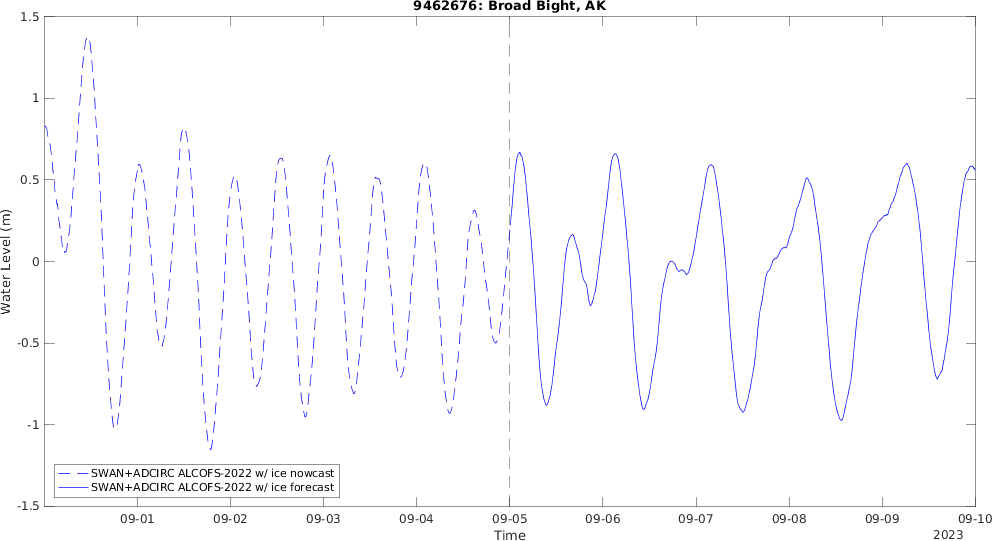 9462676: Broad Bight, AK
1.5
1
0.5
0
-0.5
-1
-1.5
Water Level (m)
SWAN+ADCIRC ALCOFS-2022 w/ ice nowcast
SWAN+ADCIRC ALCOFS-2022 w/ ice forecast
09-01 09-02 09-03 09-04 09-05 09-06 09-07 09-08 09-09 09-10
Time
2023